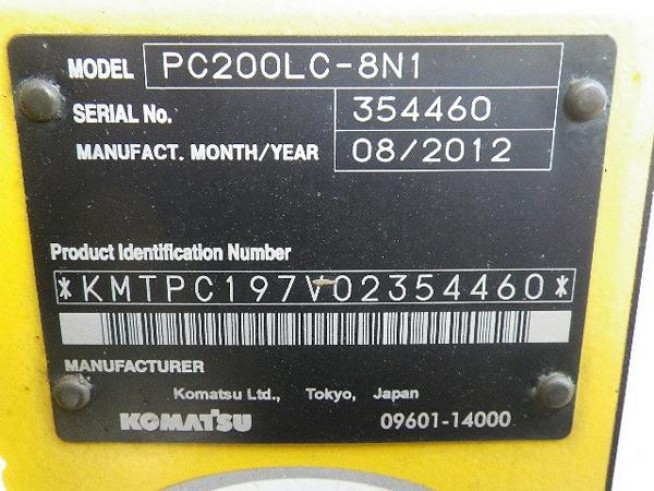 MODEL PC200LC-8N1
SERIAL No. 354460
MANUFACT. MONTH/YEAR 08/2012
Product Identification Number
*KMTPC197V02354460*
MANUFACTURER
Komatsu Ltd., Tokyo, Japan
KOMATSU 09601-14000